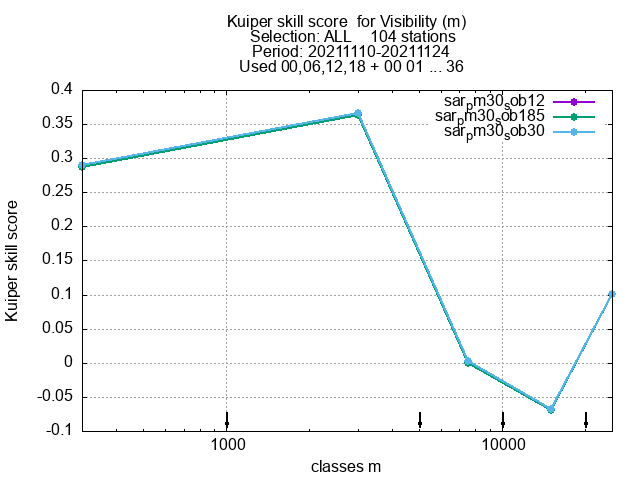 Kuiper skill score  for Visibility (m)
Selection: ALL    104 stations
Period: 20211110-20211124
Used 00,06,12,18 + 00 01 ... 36
sar_pm30_sob12
sar_pm30_sob185
sar_pm30_sob30
0.4
0.35
0.3
0.25
0.2
0.15
0.1
0.05
0
-0.05
-0.1
Kuiper skill score
1000
10000
classes m